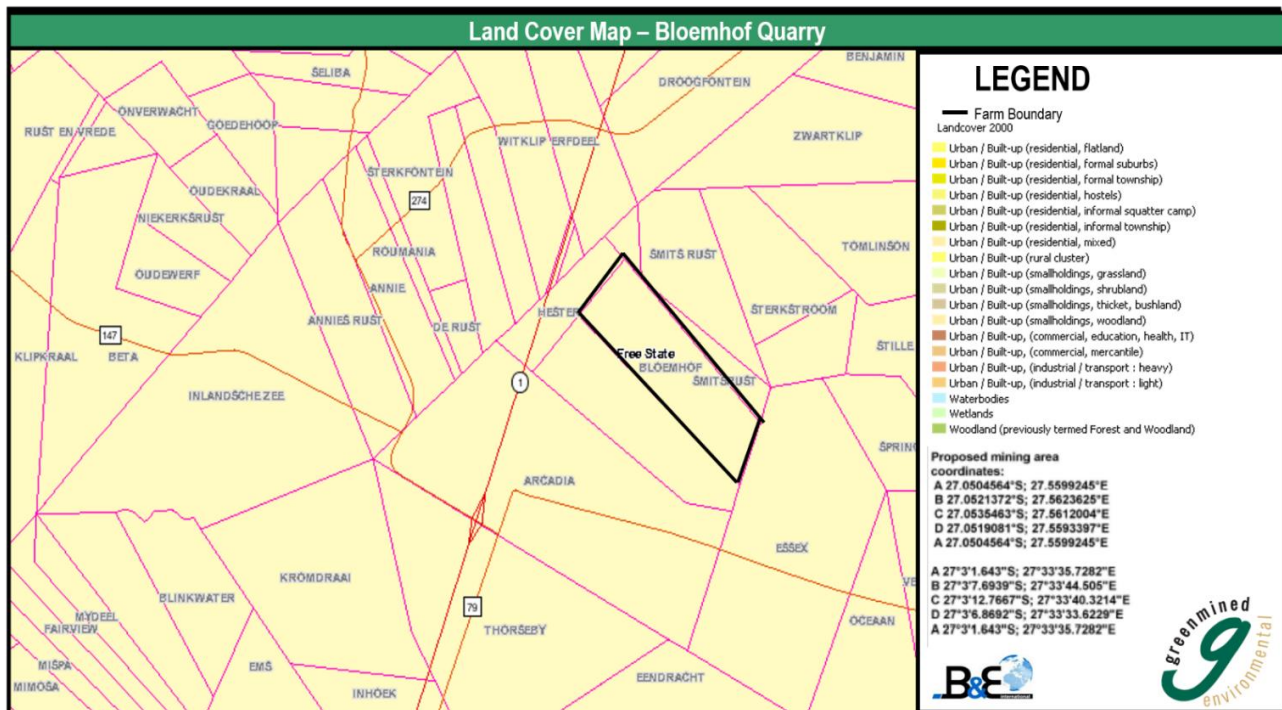 Land Cover Map – Bloemhof Quarry
BENJAMIN
SELIBA
DROOGFONTEIN
ONVERWACHT
GOEDEHOOP
RUST EN VREDE
WITKLIP ERFDEEL
ZWARTKLIP
STERKFONTEIN
OUDEKRAAL
274
NIEKERKSRUST
ROUMANIA
SMITS RUST
TOMLINSON
OUDEWERF
ANNIE
HESTER
STERKSTROOM
ANNIES RUST
DE RUST
147
KLIPKRAAL
BETA
STILLE
Free State
BLOEMHOF
1
SMITSRUST
INLANDSCHE ZEE
SPRING
ARCADIA
ESSEX
KROMDRAAI
BLINKWATER
VE
79
MYDEEL
FAIRVIEW
THORSEBY
OCEAAN
MISPA
EMS
EENDRACHT
MIMOSA
INHOEK
LEGEND
Farm Boundary
Landcover 2000
Urban / Built-up (residential, flatland)
Urban / Built-up (residential, formal suburbs)
Urban / Built-up (residential, formal township)
Urban / Built-up (residential, hostels)
Urban / Built-up (residential, informal squatter camp)
Urban / Built-up (residential, informal township)
Urban / Built-up (residential, mixed)
Urban / Built-up (rural cluster)
Urban / Built-up (smallholdings, grassland)
Urban / Built-up (smallholdings, shrubland)
Urban / Built-up (smallholdings, thicket, bushland)
Urban / Built-up (smallholdings, woodland)
Urban / Built-up, (commercial, education, health, IT)
Urban / Built-up, (commercial, mercantile)
Urban / Built-up, (industrial / transport : heavy)
Urban / Built-up, (industrial / transport : light)
Waterbodies
Wetlands
Woodland (previously termed Forest and Woodland)
Proposed mining area
coordinates:
A 27.0504564°S; 27.5599245°E
B 27.0521372°S; 27.5623625°E
C 27.0535463°S; 27.5612004°E
D 27.0519081°S; 27.5593397°E
A 27.0504564°S; 27.5599245°E
A 27°3'1.643"S; 27°33'35.7282"E
B 27°3'7.6939"S; 27°33'44.505"E
C 27°3'12.7667"S; 27°33'40.3214"E
D 27°3'6.8692"S; 27°33'33.6229"E
A 27°3'1.643"S; 27°33'35.7282"E
B&E
international
greenmined
g
environmental